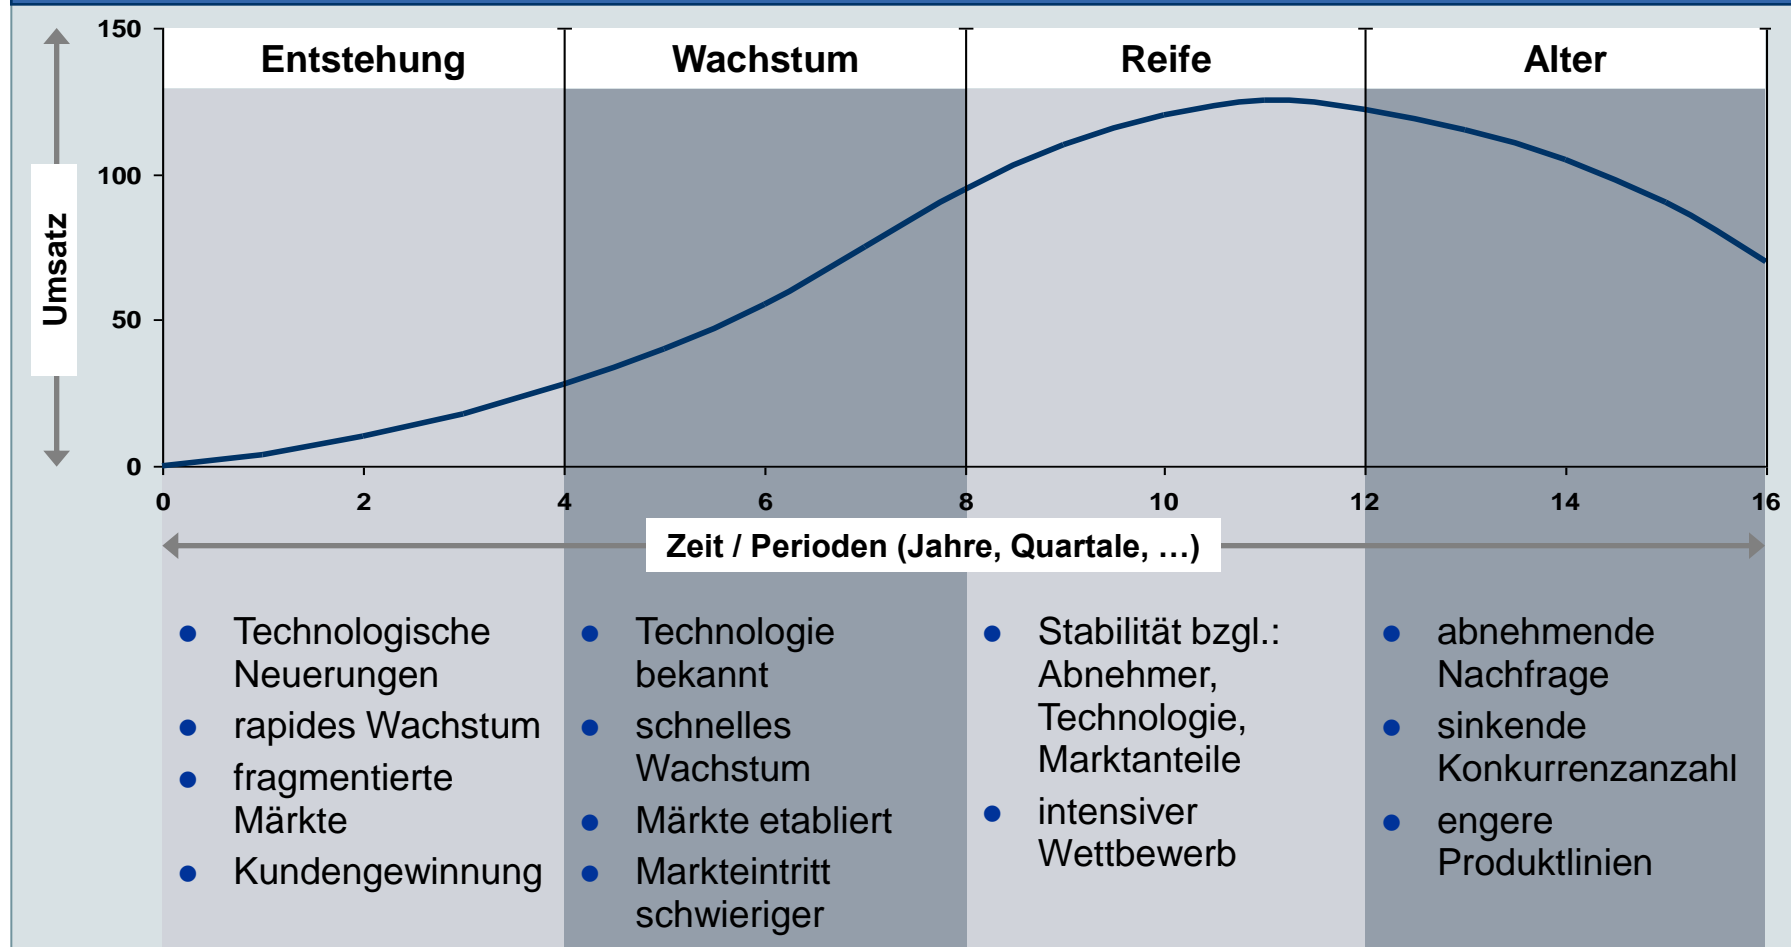 150
Entstehung
Wachstum
Reife
Alter
100
Umsatz
50
0
0
2
4
6
8
10
12
14
16
Zeit / Perioden (Jahre, Quartale, …)
● Technologische
Neuerungen
● rapides Wachstum
● fragmentierte
Märkte
● Kundengewinnung
● Technologie
bekannt
● schnelles
Wachstum
● Märkte etabliert
● Markteintritt
schwieriger
● Stabilität bzgl.:
Abnehmer,
Technologie,
Marktanteile
● intensiver
Wettbewerb
● abnehmende
Nachfrage
● sinkende
Konkurrenzanzahl
● engere
Produktlinien